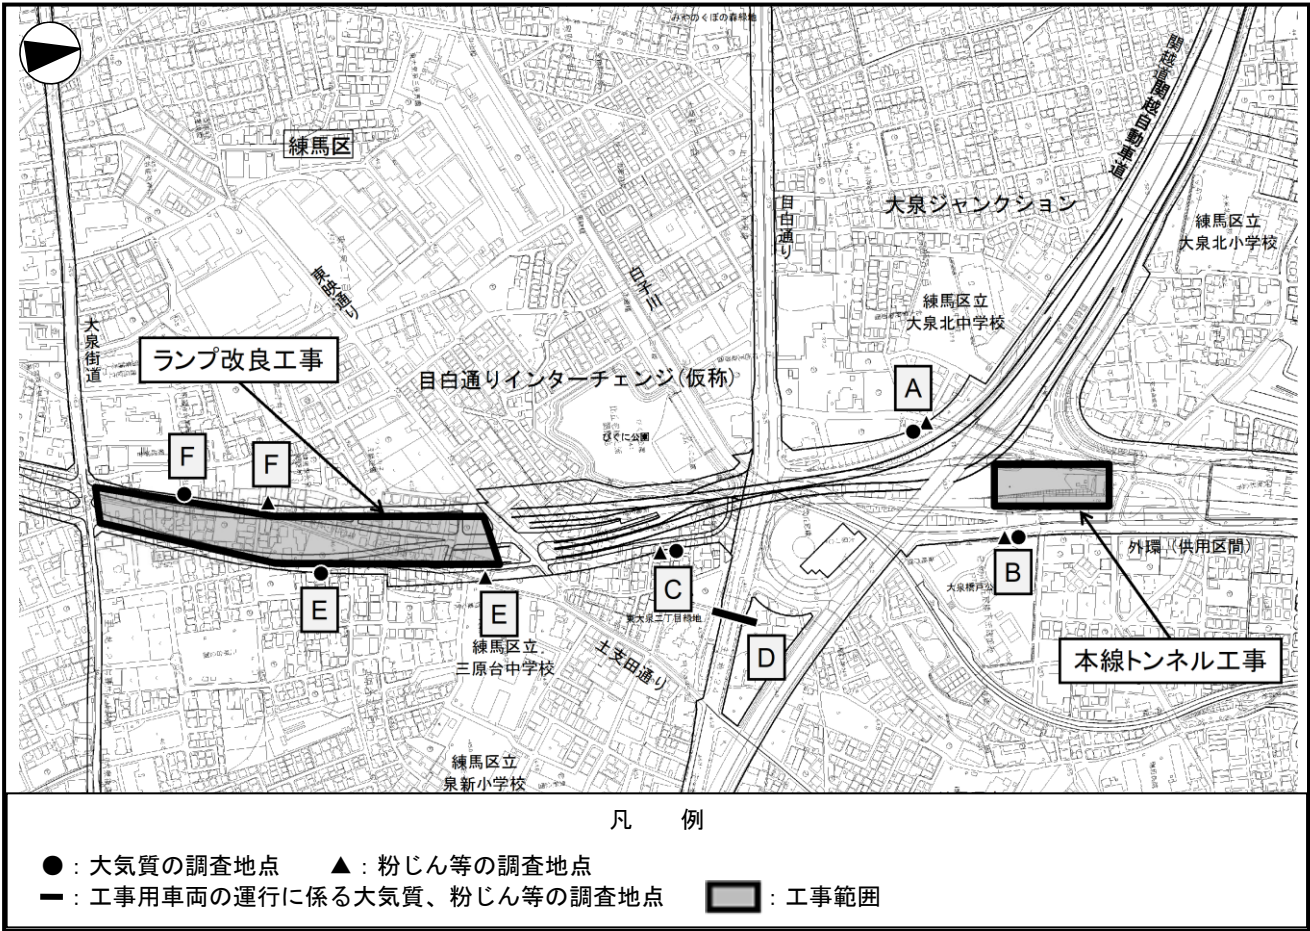 みやのくぼの森緑地
関越道関越自動車道
練馬区
目白通り
大泉ジャンクション
練馬区立
大泉北小学校
東映通り
白子川
練馬区立
大泉北中学校
大泉街道
ランプ改良工事
目白通りインターチェンジ(仮称)
A
びくに公園
F
F
外環(供用区間)
C
B
E
E
東大泉二丁目緑地
D
練馬区立
三原台中学校
土支田通り
本線トンネル工事
練馬区立
泉新小学校
凡 例
●:大気質の調査地点 ▲:粉じん等の調査地点
━:工事用車両の運行に係る大気質、粉じん等の調査地点 :工事範囲